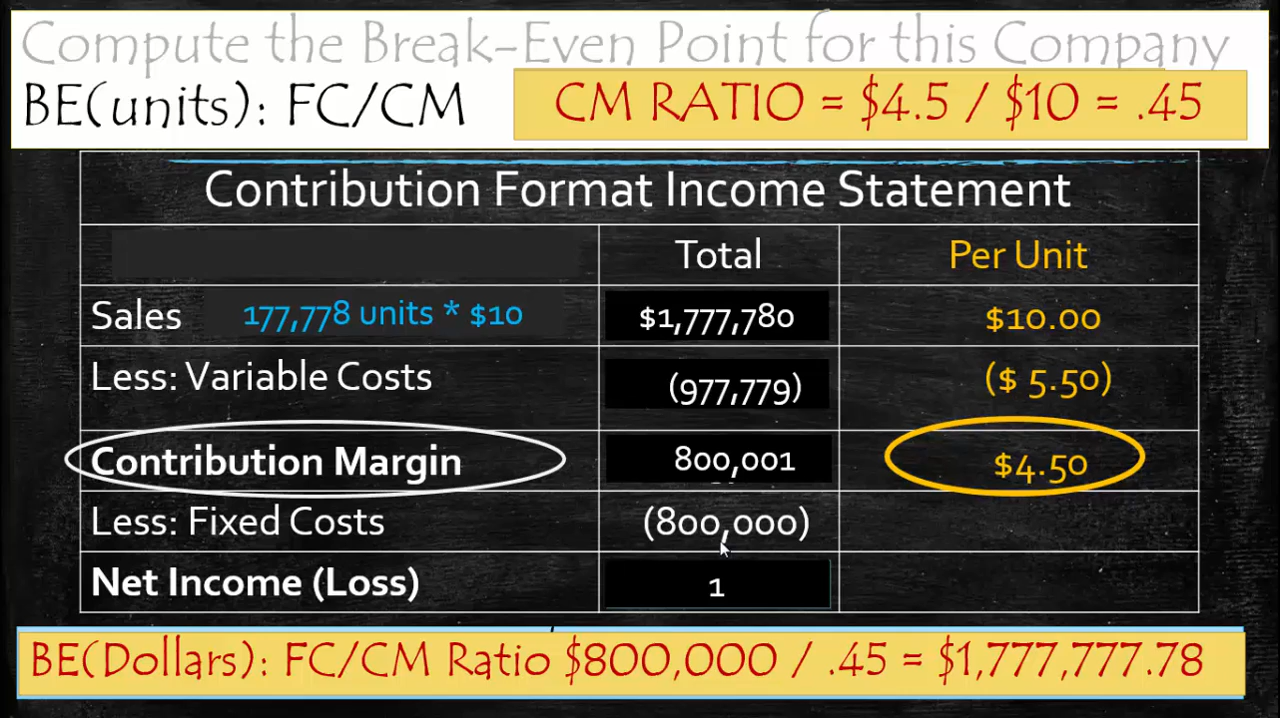 Compute the Break-Even Point for this Company
BE(units): FC/CM
CM RATIO = $4.5 / $10 = .45
Contribution Format Income Statement
Total Per Unit
Sales 177,778 units * $10 $1,777,780 $10.00
Less: Variable Costs (977,779) ($ 5.50)
Contribution Margin 800,001 $4.50
Less: Fixed Costs (800,000)
Net Income (Loss) 1
BE(Dollars): FC/CM Ratio $800,000 / .45 = $1,777,777.78